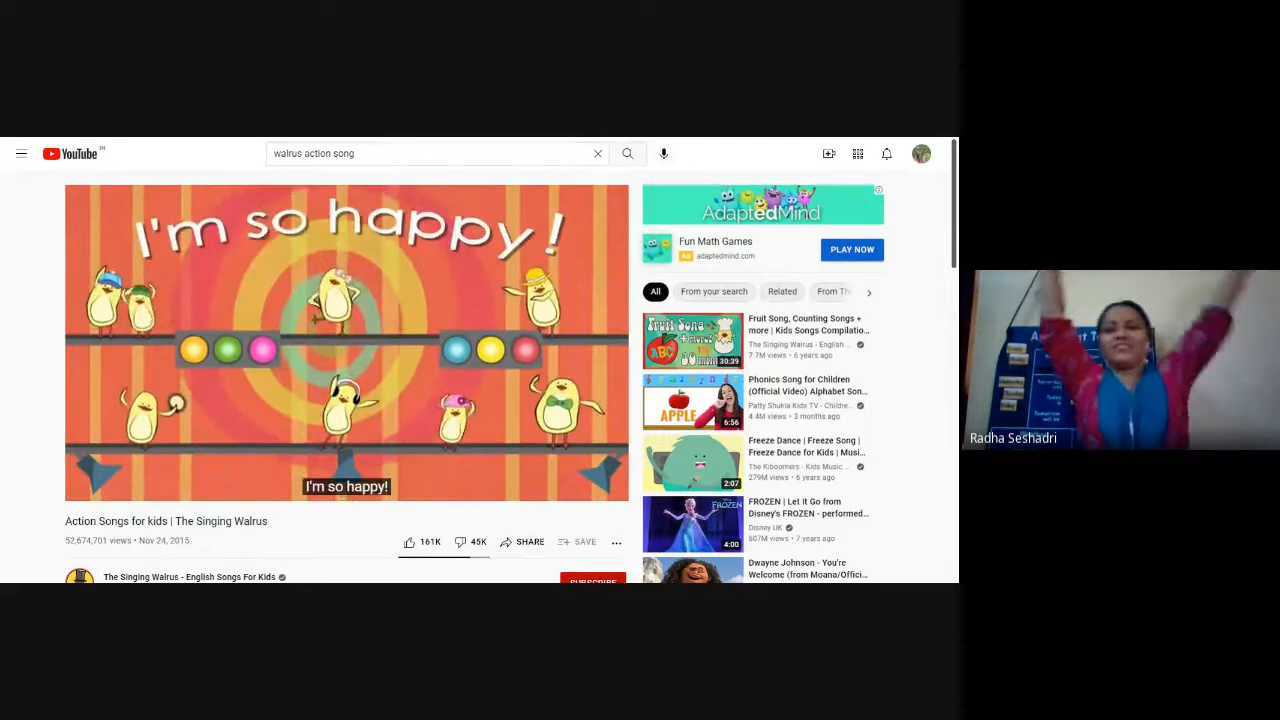 YouTube IN
walrus action song
I'm so happy!
I'm so happy!
Action Songs for kids | The Singing Walrus
52,674,701 views • Nov 24, 2015
161K
45K
SHARE
SAVE
The Singing Walrus - English Songs For Kids
SUBSCRIBE
AdaptedMind
Fun Math Games
Ad adaptedmind.com
PLAY NOW
All
From your search
Related
From Th
Fruit Song
ABC
30:39
Fruit Song, Counting Songs +
more | Kids Songs Compilatio...
The Singing Walrus - English ...
7.7M views • 6 years ago
APPLE
6:56
Phonics Song for Children
(Official Video) Alphabet Son...
Patty Shukla Kids TV - Childre...
4.4M views • 3 months ago
2:07
Freeze Dance | Freeze Song |
Freeze Dance for Kids | Musi...
The Kiboomers - Kids Music ...
279M views • 6 years ago
FROZEN
4:00
FROZEN | Let It Go from
Disney's FROZEN - performed...
Disney UK
607M views • 7 years ago
Dwayne Johnson - You're
Welcome (from Moana/Offici...
Radha Seshadri